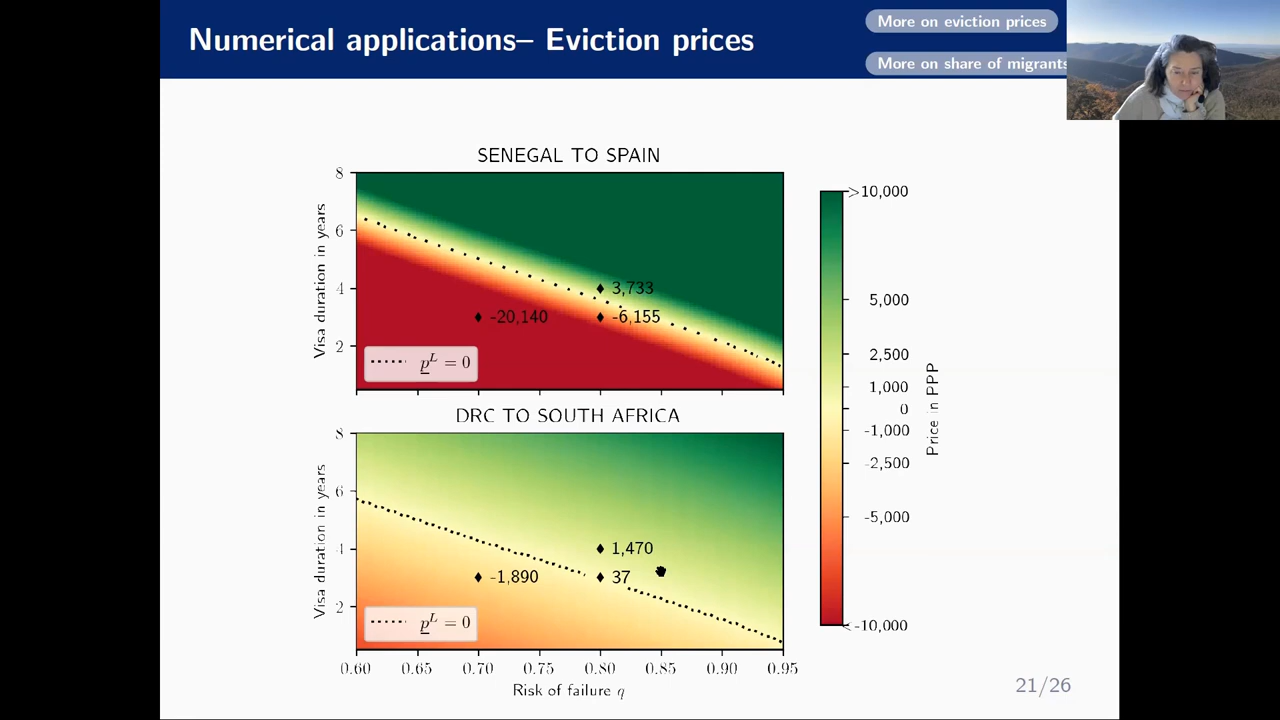 Numerical applications– Eviction prices
More on eviction prices
More on share of migrants
SENEGAL TO SPAIN
Visa duration in years
8
6
4
2
3,733
-20,140
-6,155
p^L = 0
DRC TO SOUTH AFRICA
Visa duration in years
8
6
4
2
1,470
-1,890
37
p^L = 0
0.60 0.65 0.70 0.75 0.80 0.85 0.90 0.95
Risk of failure q
>10,000
5,000
2,500
1,000
0
-1,000
-2,500
-5,000
<-10,000
Price in PPP
21/26